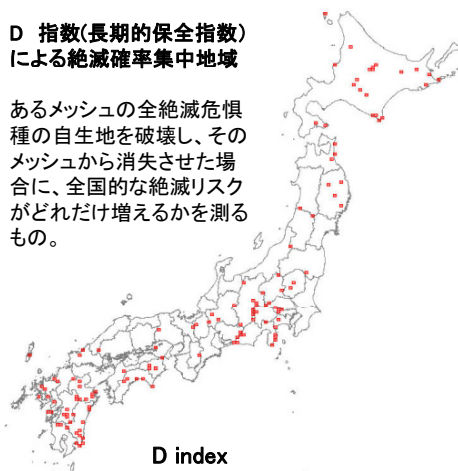 D 指数(長期的保全指数)
による絶滅確率集中地域
あるメッシュの全絶滅危惧
種の自生地を破壊し、その
メッシュから消失させた場
合に、全国的な絶滅リスク
がどれだけ増えるかを測る
もの。
D index